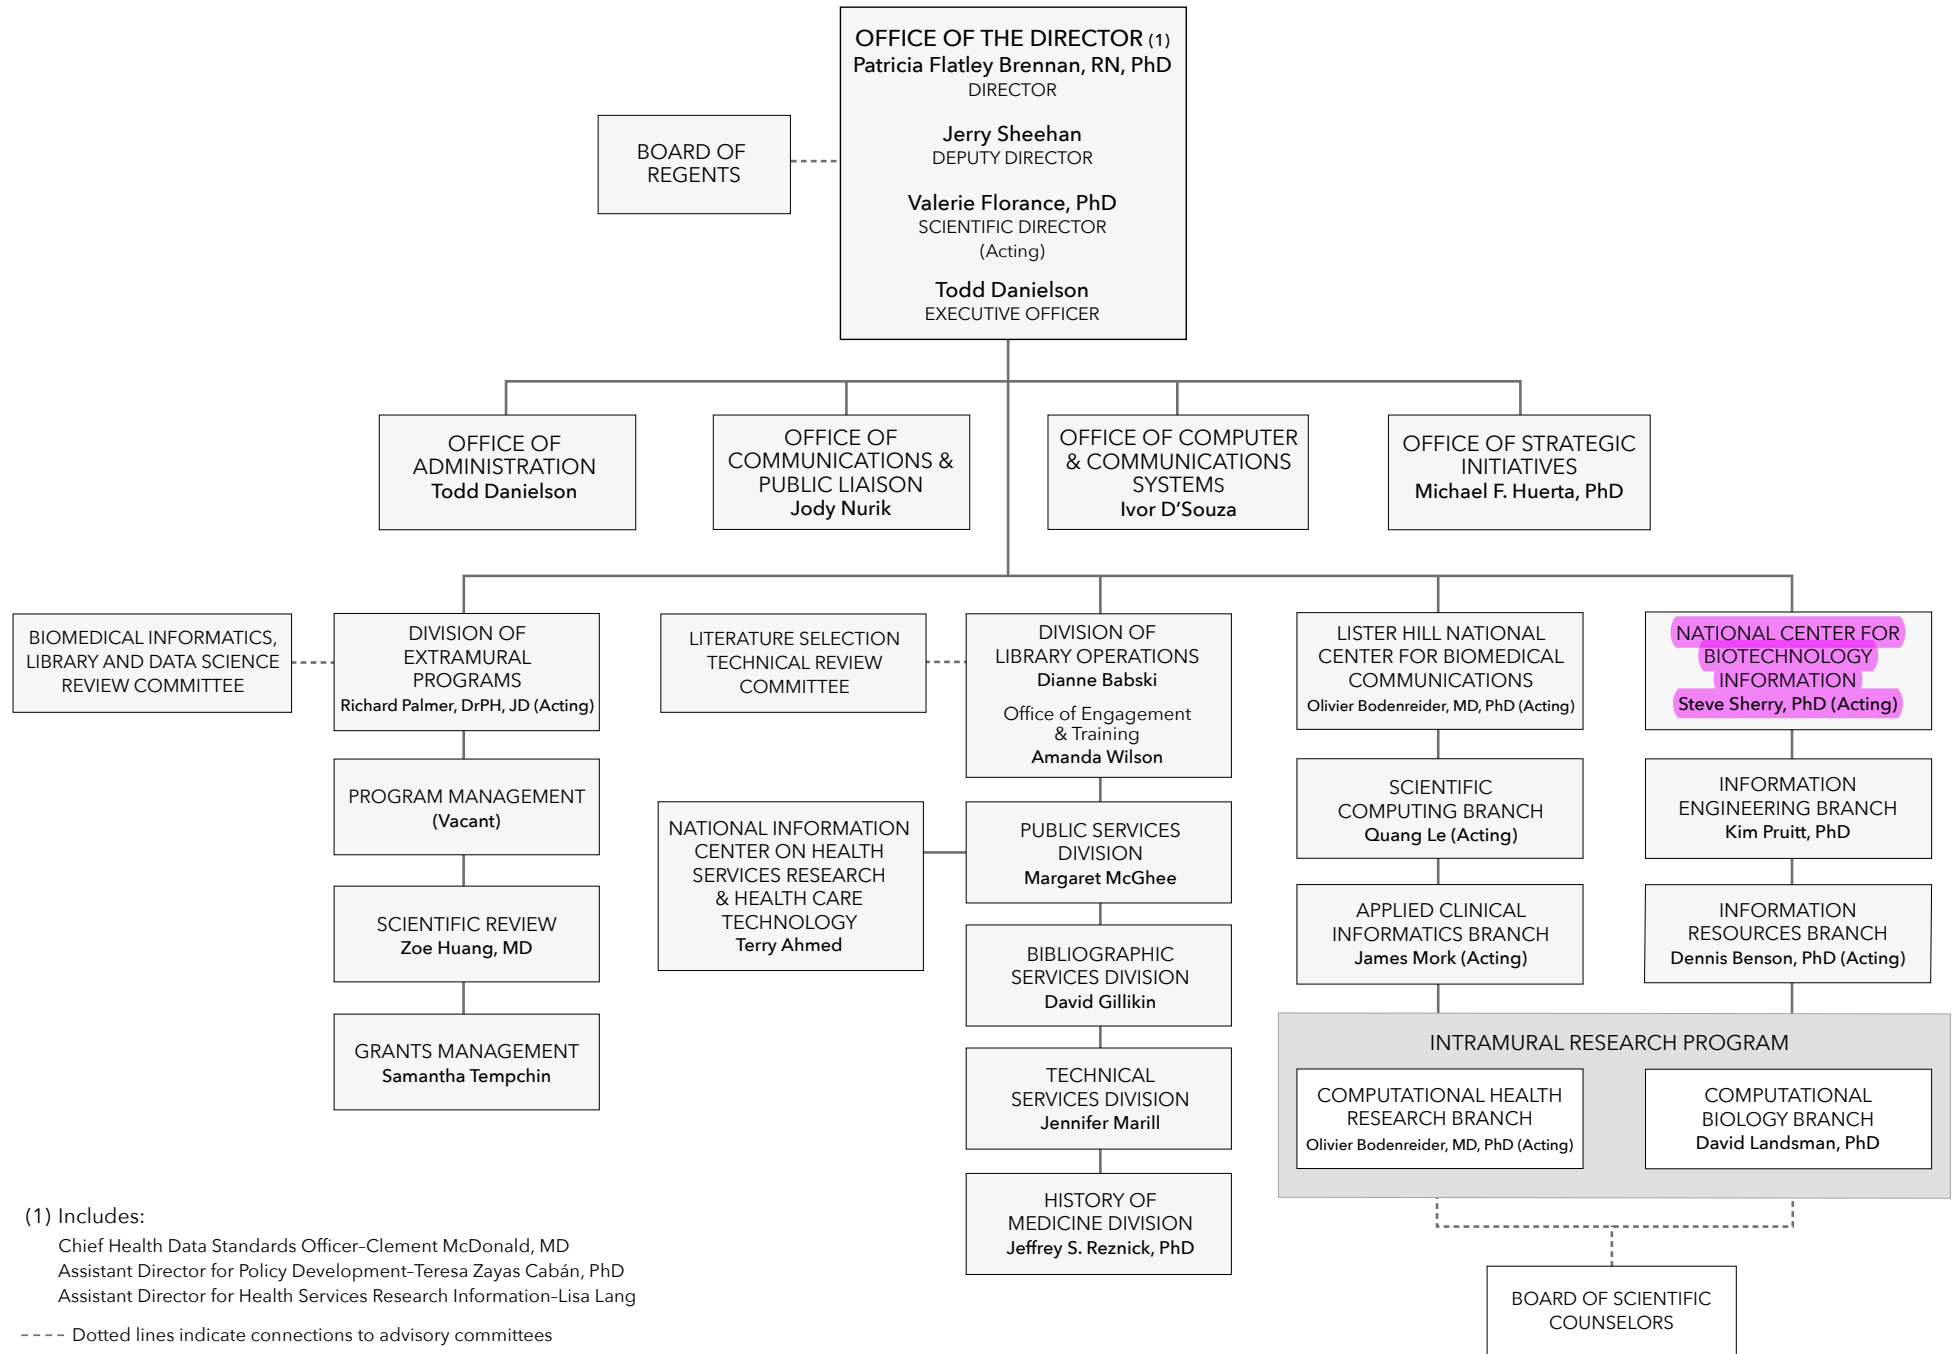 OFFICE OF THE DIRECTOR (1)
Patricia Flatley Brennan, RN, PhD
DIRECTOR
Jerry Sheehan
DEPUTY DIRECTOR
Valerie Florance, PhD
SCIENTIFIC DIRECTOR
(Acting)
Todd Danielson
EXECUTIVE OFFICER
BOARD OF
REGENTS
OFFICE OF
ADMINISTRATION
Todd Danielson
OFFICE OF
COMMUNICATIONS &
PUBLIC LIAISON
Jody Nurik
OFFICE OF COMPUTER
& COMMUNICATIONS
SYSTEMS
Ivor D'Souza
OFFICE OF STRATEGIC
INITIATIVES
Michael F. Huerta, PhD
BIOMEDICAL INFORMATICS,
LIBRARY AND DATA SCIENCE
REVIEW COMMITTEE
DIVISION OF
EXTRAMURAL
PROGRAMS
Richard Palmer, DrPH, JD (Acting)
PROGRAM MANAGEMENT
(Vacant)
SCIENTIFIC REVIEW
Zoe Huang, MD
GRANTS MANAGEMENT
Samantha Tempchin
LITERATURE SELECTION
TECHNICAL REVIEW
COMMITTEE
DIVISION OF
LIBRARY OPERATIONS
Dianne Babski
Office of Engagement
& Training
Amanda Wilson
NATIONAL INFORMATION
CENTER ON HEALTH
SERVICES RESEARCH
& HEALTH CARE
TECHNOLOGY
Terry Ahmed
PUBLIC SERVICES
DIVISION
Margaret McGhee
BIBLIOGRAPHIC
SERVICES DIVISION
David Gillikin
TECHNICAL
SERVICES DIVISION
Jennifer Marill
HISTORY OF
MEDICINE DIVISION
Jeffrey S. Reznick, PhD
LISTER HILL NATIONAL
CENTER FOR BIOMEDICAL
COMMUNICATIONS
Olivier Bodenreider, MD, PhD (Acting)
SCIENTIFIC
COMPUTING BRANCH
Quang Le (Acting)
APPLIED CLINICAL
INFORMATICS BRANCH
James Mork (Acting)
NATIONAL CENTER FOR
BIOTECHNOLOGY
INFORMATION
Steve Sherry, PhD (Acting)
INFORMATION
ENGINEERING BRANCH
Kim Pruitt, PhD
INFORMATION
RESOURCES BRANCH
Dennis Benson, PhD (Acting)
INTRAMURAL RESEARCH PROGRAM
COMPUTATIONAL HEALTH
RESEARCH BRANCH
Olivier Bodenreider, MD, PhD (Acting)
COMPUTATIONAL
BIOLOGY BRANCH
David Landsman, PhD
BOARD OF SCIENTIFIC
COUNSELORS
(1) Includes:
Chief Health Data Standards Officer–Clement McDonald, MD
Assistant Director for Policy Development–Teresa Zayas Cabán, PhD
Assistant Director for Health Services Research Information–Lisa Lang
---- Dotted lines indicate connections to advisory committees